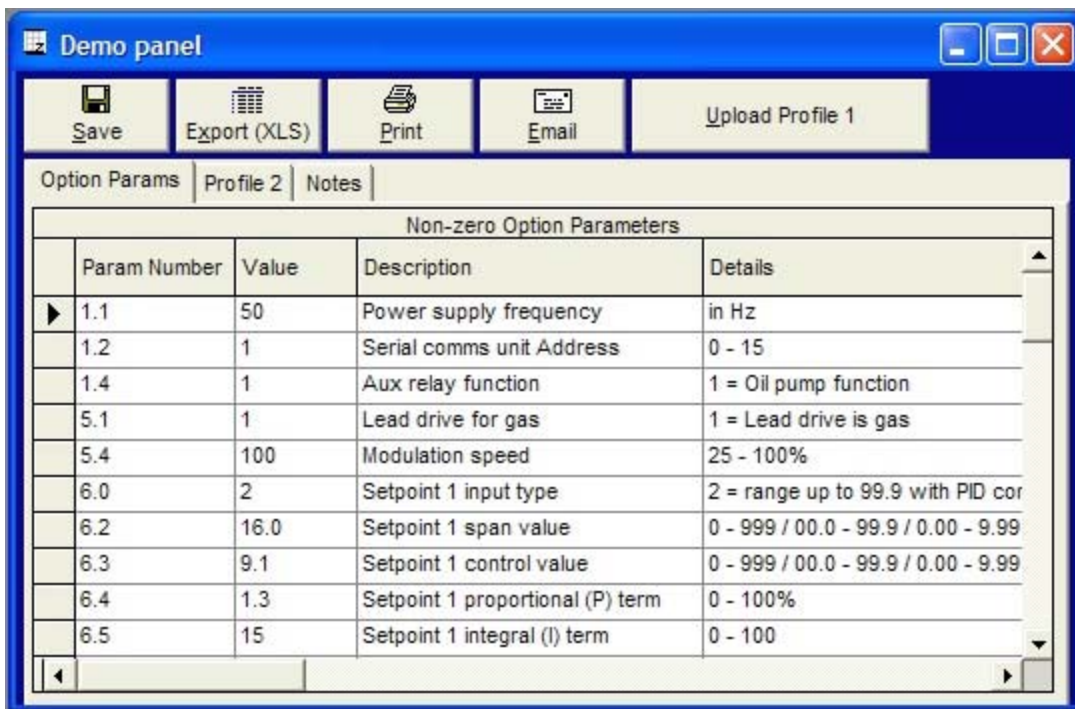 Demo panel
Save Export (XLS) Print Email Upload Profile 1
Option Params Profile 2 Notes
Non-zero Option Parameters
Param Number Value Description Details
1.1 50 Power supply frequency in Hz
1.2 1 Serial comms unit Address 0 - 15
1.4 1 Aux relay function 1 = Oil pump function
5.1 1 Lead drive for gas 1 = Lead drive is gas
5.4 100 Modulation speed 25 - 100%
6.0 2 Setpoint 1 input type 2 = range up to 99.9 with PID cor
6.2 16.0 Setpoint 1 span value 0 - 999 / 00.0 - 99.9 / 0.00 - 9.99
6.3 9.1 Setpoint 1 control value 0 - 999 / 00.0 - 99.9 / 0.00 - 9.99
6.4 1.3 Setpoint 1 proportional (P) term 0 - 100%
6.5 15 Setpoint 1 integral (I) term 0 - 100